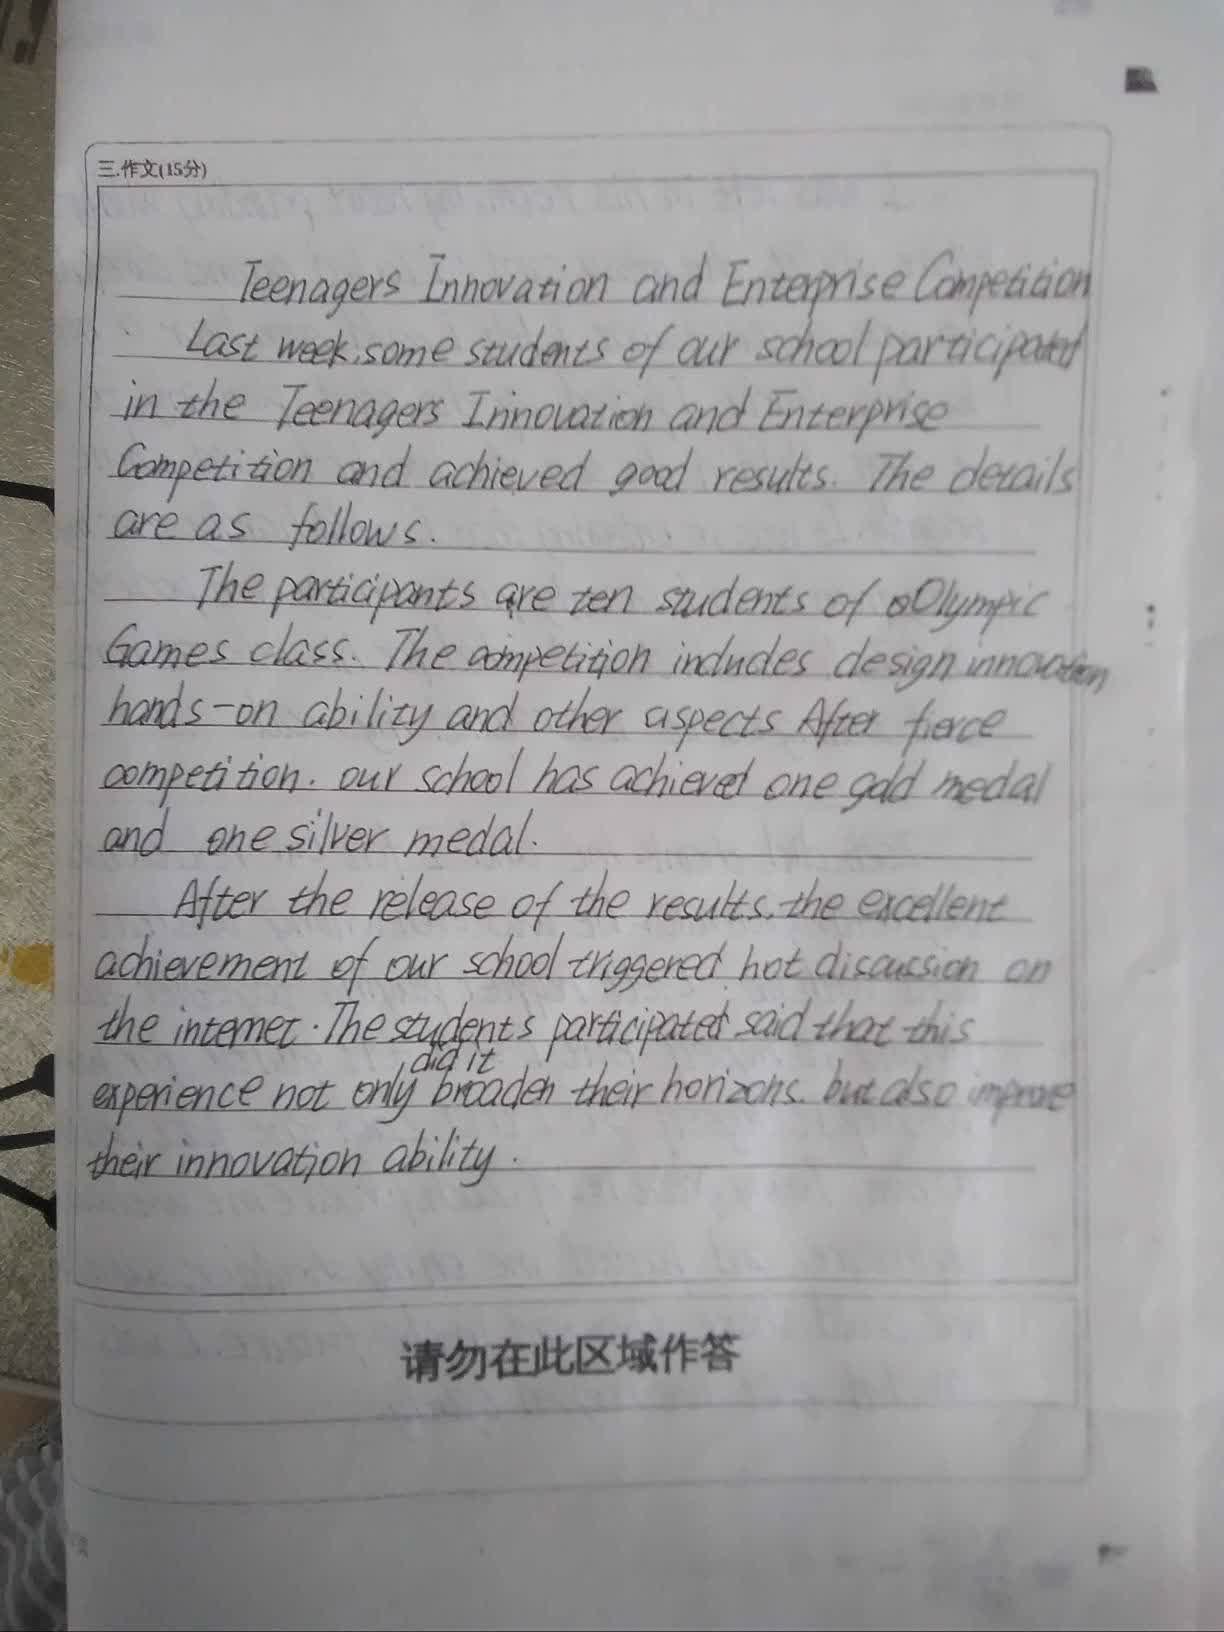 三.作文(15分)
Teenagers Innovation and Enterprise Competition
Last week, some students of our school participated
in the Teenagers Innovation and Enterprise
Competition and achieved good results. The details
are as follows.
The participants are ten students of Olympic
Games class. The competition includes design innovation
hands-on ability and other aspects After fierce
competition. our school has achieved one gold medal
and one silver medal.
After the release of the results, the excellent
achievement of our school triggered hot discussion on
the internet. The students participated said that this
did it
experience not only broaden their horizons. but also improve
their innovation ability.
请勿在此区域作答